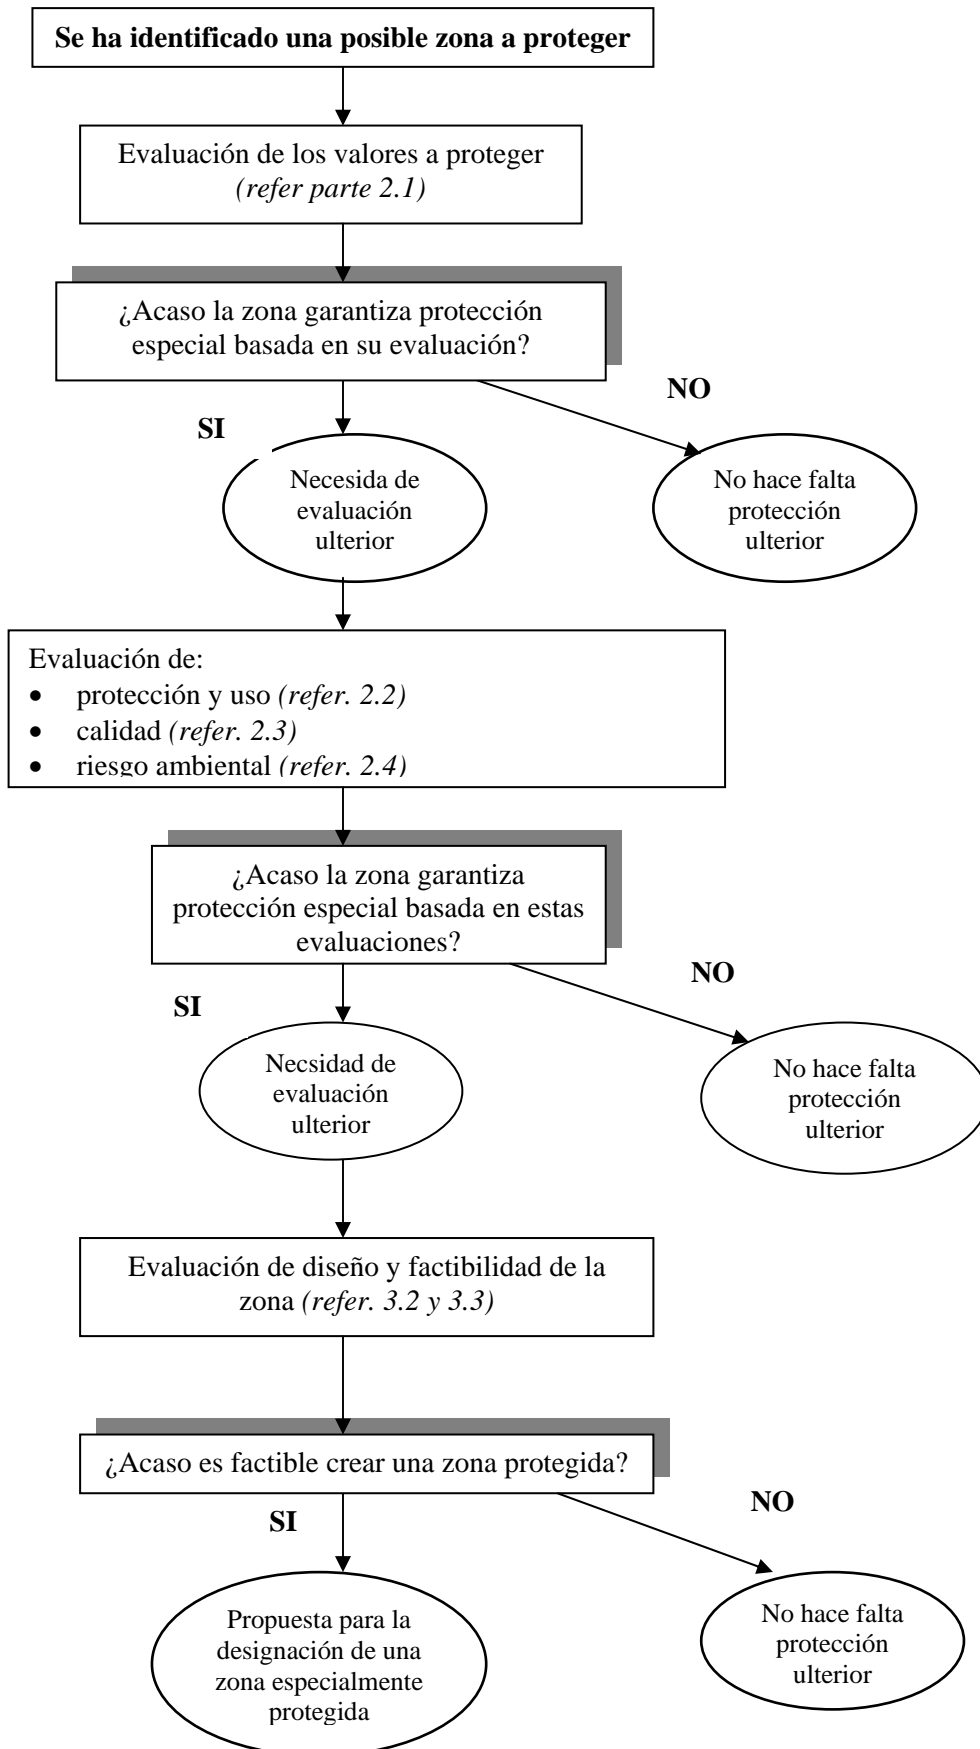 Se ha identificado una posible zona a proteger
Evaluación de los valores a proteger
(refer parte 2.1)
¿Acaso la zona garantiza protección
especial basada en su evaluación?
NO
SI
Necesida de
evaluación
ulterior
No hace falta
protección
ulterior
Evaluación de:
• protección y uso (refer. 2.2)
• calidad (refer. 2.3)
• riesgo ambiental (refer. 2.4)
¿Acaso la zona garantiza
protección especial basada en estas
evaluaciones?
NO
SI
Necsidad de
evaluación
ulterior
No hace falta
protección
ulterior
Evaluación de diseño y factibilidad de la
zona (refer. 3.2 y 3.3)
¿Acaso es factible crear una zona protegida?
NO
SI
Propuesta para la
designación de una
zona especialmente
protegida
No hace falta
protección
ulterior